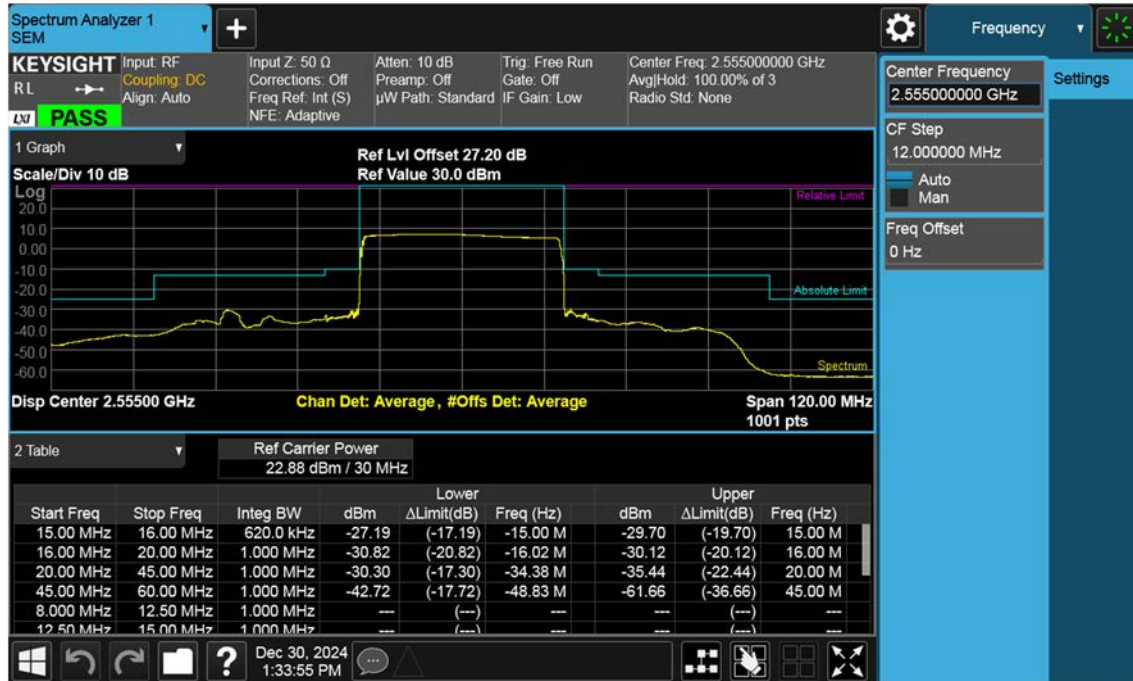 Spectrum Analyzer 1
SEM
Frequency
KEYSIGHT
RL
LXI PASS
Input: RF
Coupling: DC
Align: Auto
Input Z: 50 Ω
Corrections: Off
Freq Ref: Int (S)
NFE: Adaptive
Atten: 10 dB
Preamp: Off
µW Path: Standard
Trig: Free Run
Gate: Off
IF Gain: Low
Center Freq: 2.555000000 GHz
Avg|Hold: 100.00% of 3
Radio Std: None
Center Frequency
2.555000000 GHz
Settings
CF Step
12.000000 MHz
Auto
Man
Freq Offset
0 Hz
1 Graph
Scale/Div 10 dB
Ref Lvl Offset 27.20 dB
Ref Value 30.0 dBm
Log
Relative Limit
20.0
10.0
0.00
-10.0
-20.0
Absolute Limit
-30.0
-40.0
-50.0
-60.0
Spectrum
Disp Center 2.55500 GHz
Chan Det: Average, #Offs Det: Average
Span 120.00 MHz
1001 pts
2 Table
Ref Carrier Power
22.88 dBm / 30 MHz
Lower Upper
Start Freq Stop Freq Integ BW dBm ΔLimit(dB) Freq (Hz) dBm ΔLimit(dB) Freq (Hz)
15.00 MHz 16.00 MHz 620.0 kHz -27.19 (-17.19) -15.00 M -29.70 (-19.70) 15.00 M
16.00 MHz 20.00 MHz 1.000 MHz -30.82 (-20.82) -16.02 M -30.12 (-20.12) 16.00 M
20.00 MHz 45.00 MHz 1.000 MHz -30.30 (-17.30) -34.38 M -35.44 (-22.44) 20.00 M
45.00 MHz 60.00 MHz 1.000 MHz -42.72 (-17.72) -48.83 M -61.66 (-36.66) 45.00 M
8.000 MHz 12.50 MHz 1.000 MHz --- (---) --- --- (---) ---
12.50 MHz 15.00 MHz 1.000 MHz --- (---) --- --- (---) ---
?
Dec 30, 2024
1:33:55 PM